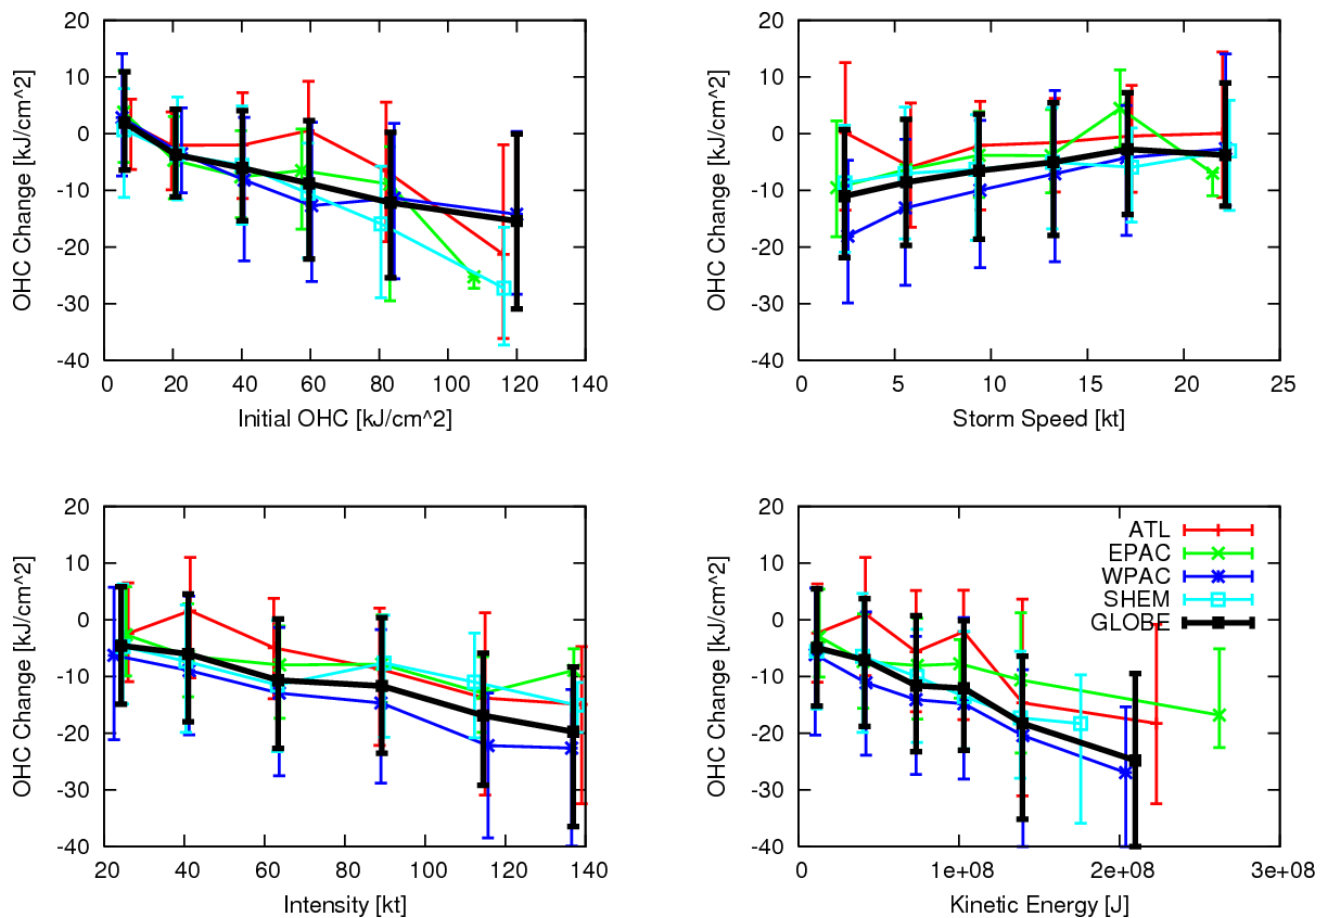 20
10
0
-10
-20
-30
-40
0 20 40 60 80 100 120 140
OHC Change [kJ/cm^2]
Initial OHC [kJ/cm^2]
20
10
0
-10
-20
-30
-40
0 5 10 15 20 25
OHC Change [kJ/cm^2]
Storm Speed [kt]
20
10
0
-10
-20
-30
-40
20 40 60 80 100 120 140
OHC Change [kJ/cm^2]
Intensity [kt]
20
10
0
-10
-20
-30
-40
0 1e+08 2e+08 3e+08
OHC Change [kJ/cm^2]
Kinetic Energy [J]
ATL
EPAC
WPAC
SHEM
GLOBE